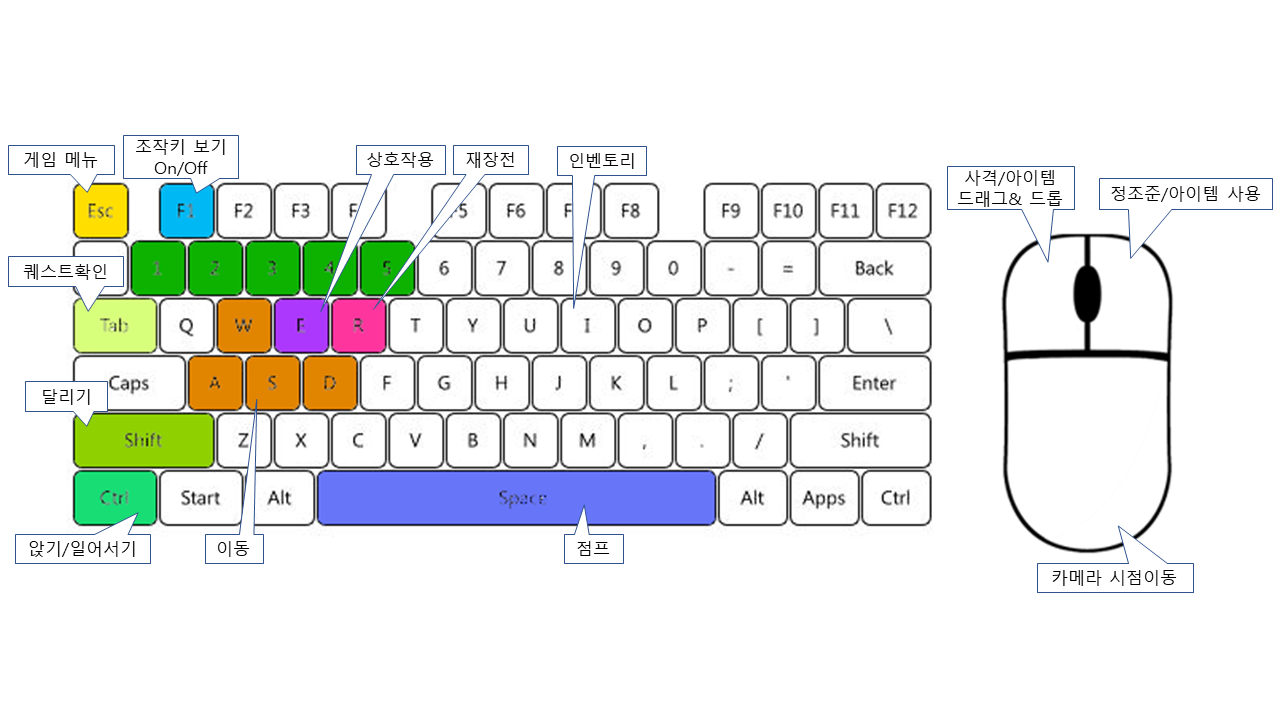 게임 메뉴
조작키 보기
On/Off
상호작용
재장전
인벤토리
사격/아이템
드래그& 드롭
정조준/아이템 사용
Esc
F1
F2
F3
F5
F6
F8
F9
F10
F11
F12
퀘스트확인
1
2
3
4
5
6
7
8
9
0
-
=
Back
Tab
Q
W
E
R
T
Y
U
I
O
P
[
]
\
달리기
Caps
A
S
D
F
G
H
J
K
L
;
'
Enter
Shift
Z
X
C
V
B
N
M
,
.
/
Shift
Ctrl
Start
Alt
Space
Alt
Apps
Ctrl
앉기/일어서기
이동
점프
카메라 시점이동